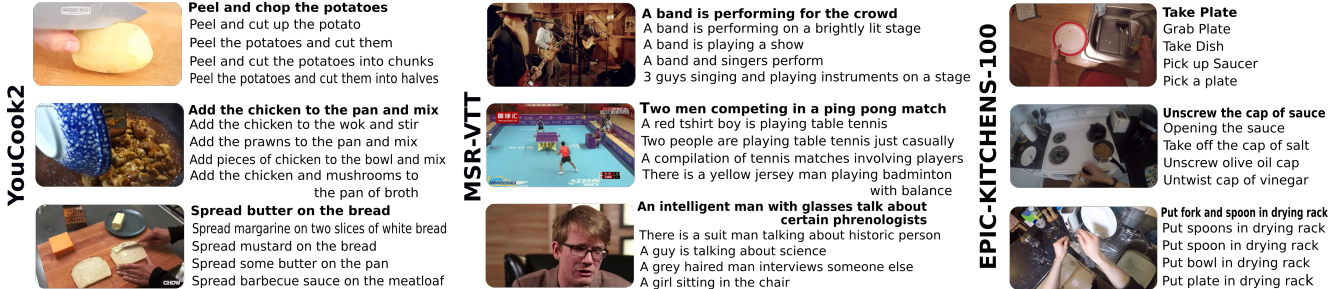 YouCook2
Peel and chop the potatoes
Peel and cut up the potato
Peel the potatoes and cut them
Peel and cut the potatoes into chunks
Peel the potatoes and cut them into halves
Add the chicken to the pan and mix
Add the chicken to the wok and stir
Add the prawns to the pan and mix
Add pieces of chicken to the bowl and mix
Add the chicken and mushrooms to
the pan of broth
Spread butter on the bread
Spread margarine on two slices of white bread
Spread mustard on the bread
Spread some butter on the pan
Spread barbecue sauce on the meatloaf
CHOW
MSR-VTT
A band is performing for the crowd
A band is performing on a brightly lit stage
A band is playing a show
A band and singers perform
3 guys singing and playing instruments on a stage
Two men competing in a ping pong match
A red tshirt boy is playing table tennis
Two people are playing table tennis just casually
A compilation of tennis matches involving players
There is a yellow jersey man playing badminton
with balance
国球汇
An intelligent man with glasses talk about
certain phrenologists
There is a suit man talking about historic person
A guy is talking about science
A grey haired man interviews someone else
A girl sitting in the chair
EPIC-KITCHENS-100
Take Plate
Grab Plate
Take Dish
Pick up Saucer
Pick a plate
Unscrew the cap of sauce
Opening the sauce
Take off the cap of salt
Unscrew olive oil cap
Untwist cap of vinegar
Put fork and spoon in drying rack
Put spoons in drying rack
Put spoon in drying rack
Put bowl in drying rack
Put plate in drying rack